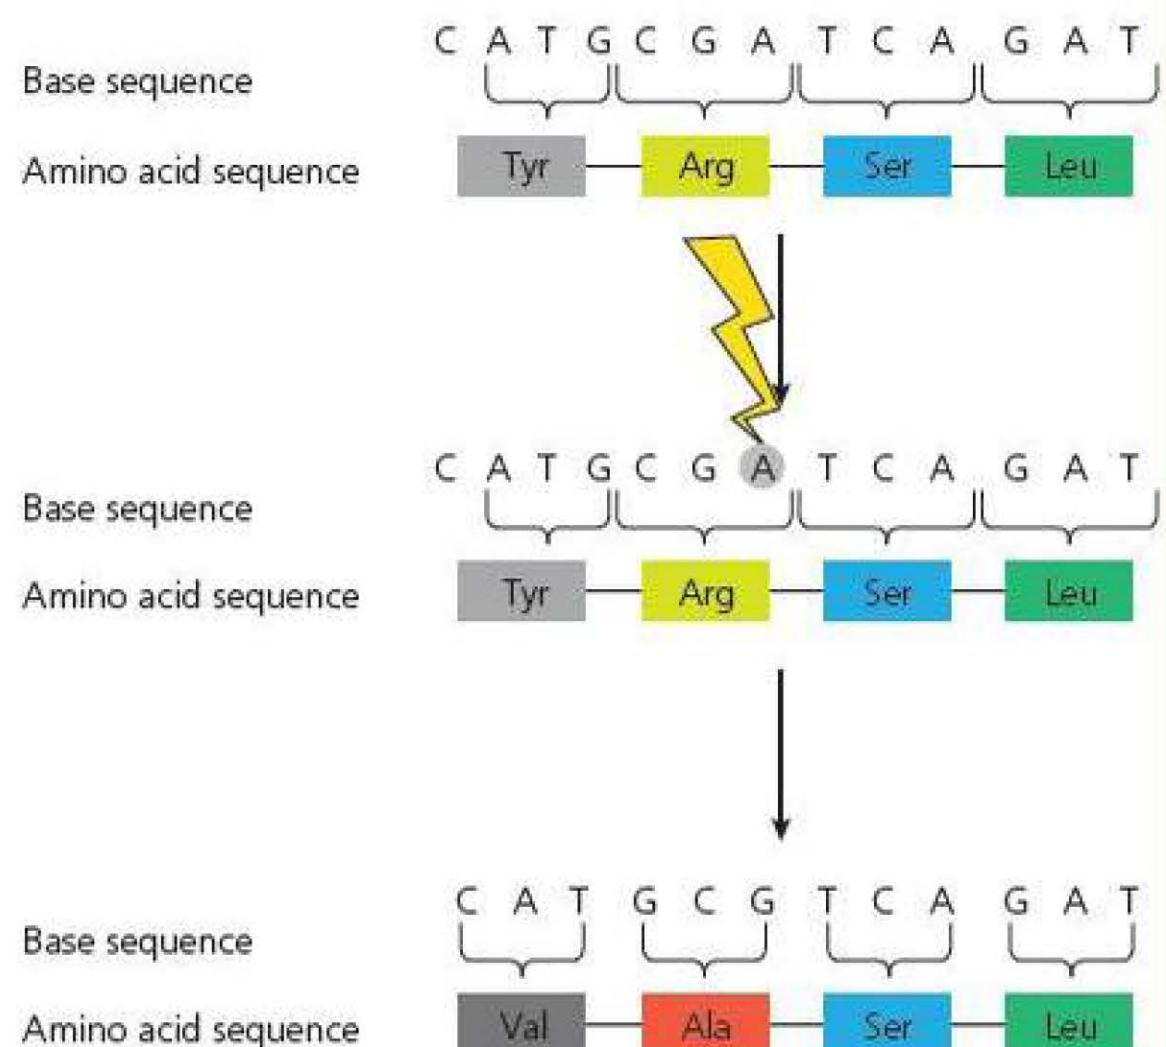 C A T G C G A T C A G A T
Base sequence
Amino acid sequence Tyr Arg Ser Leu
C A T G C G A T C A G A T
Base sequence
Amino acid sequence Tyr Arg Ser Leu
C A T G C G T C A G A T
Base sequence
Amino acid sequence Val Ala Ser Leu